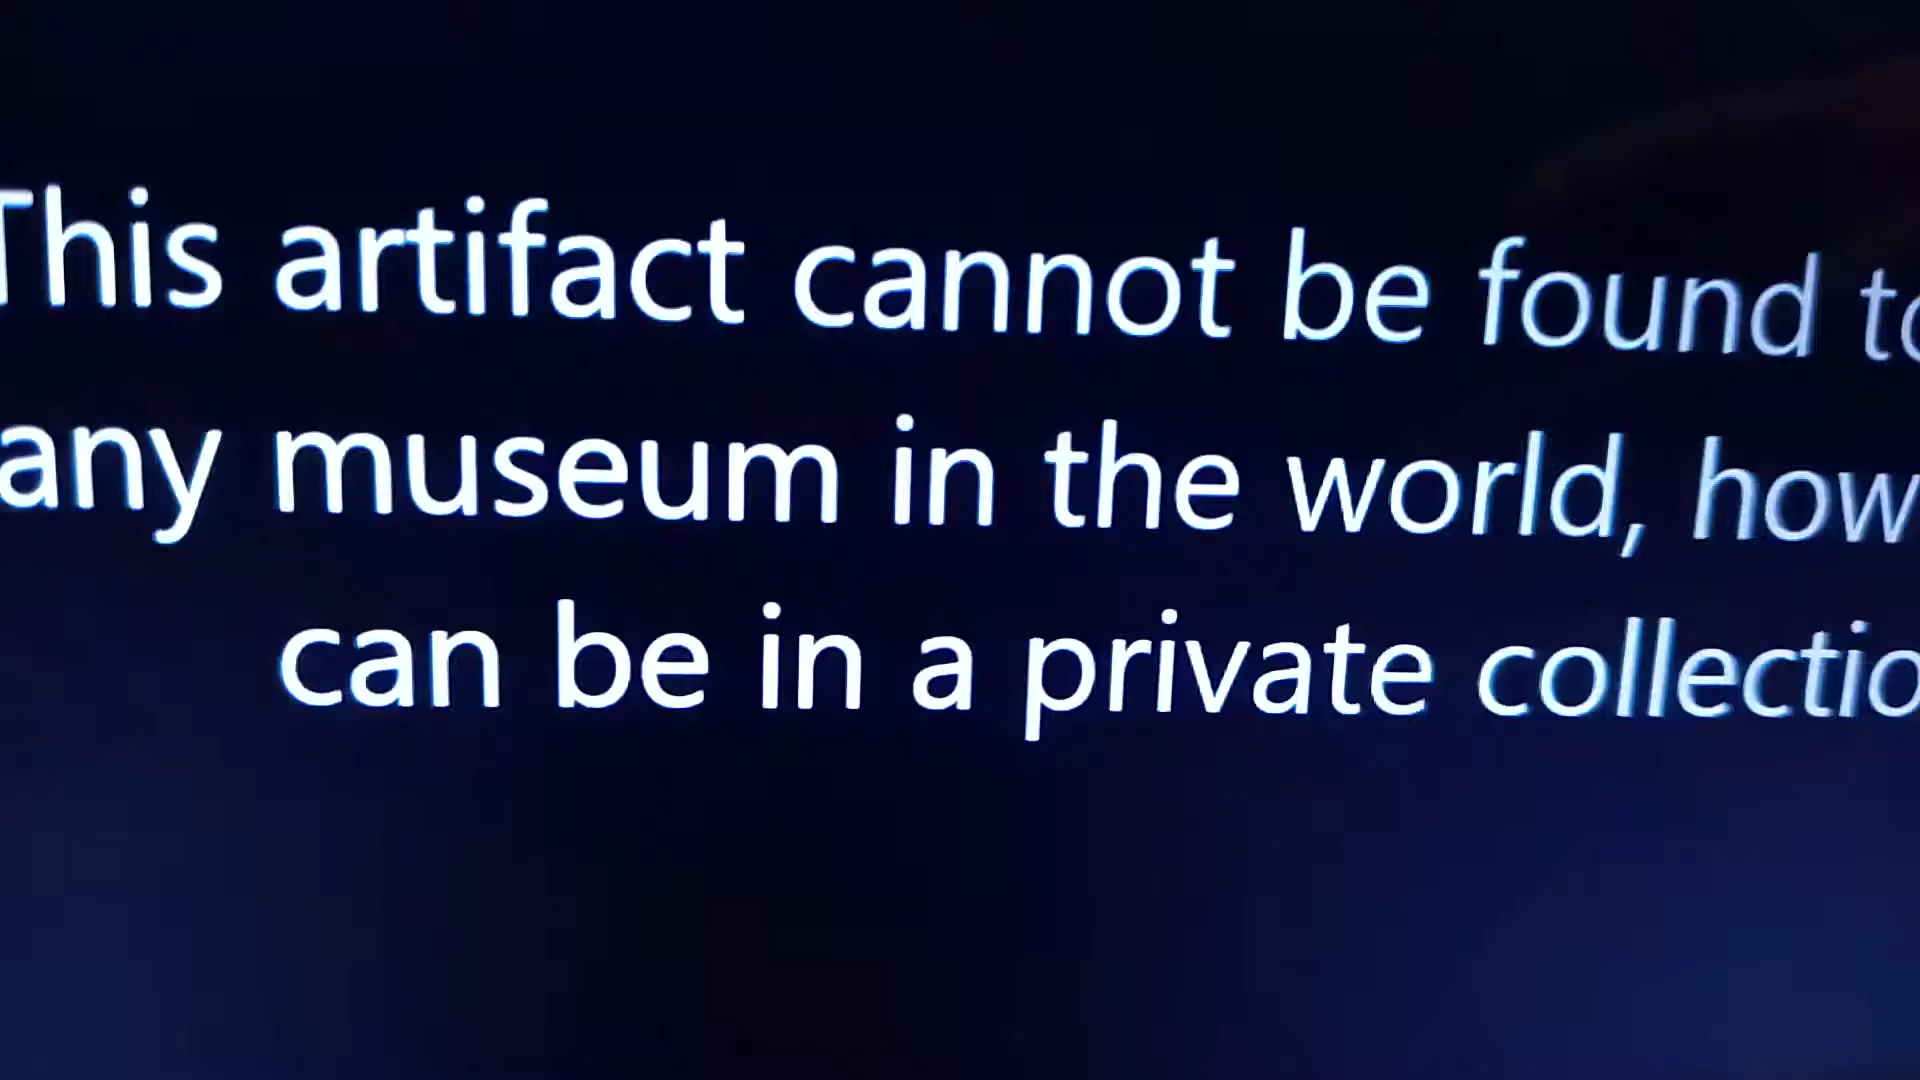 This artifact cannot be found
any museum in the world,
can be in a private